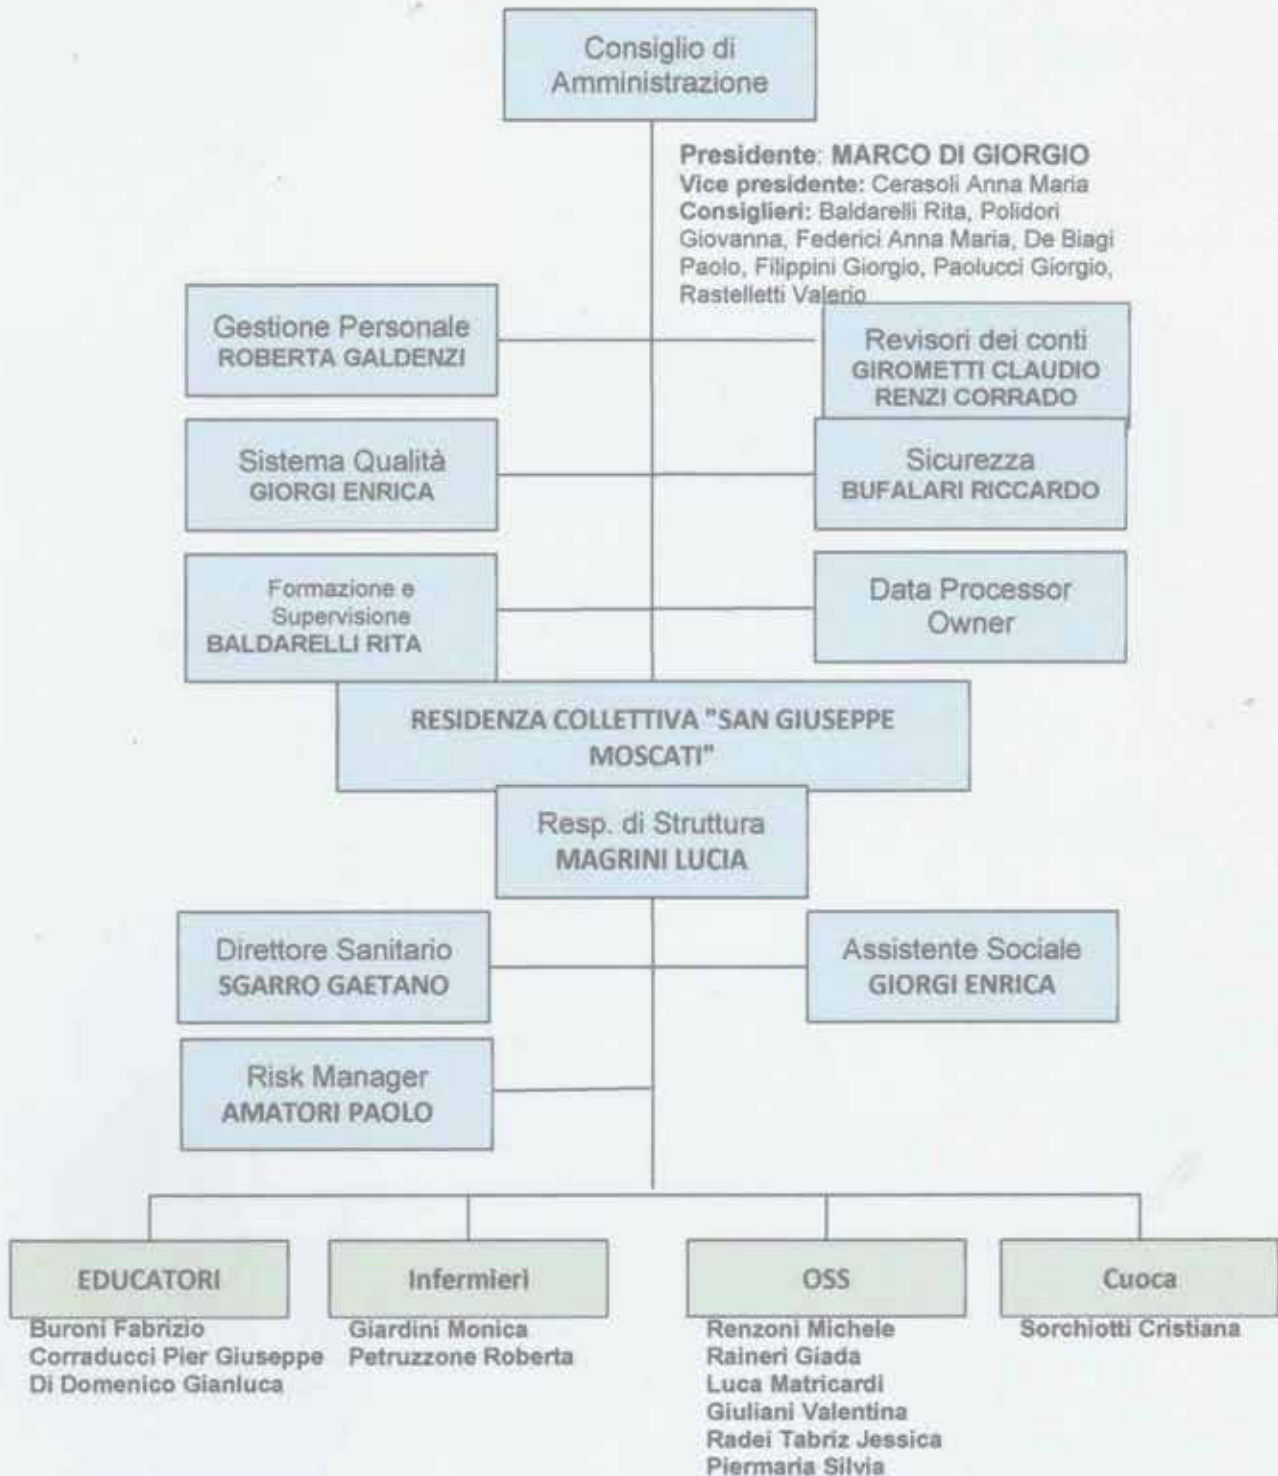 Consiglio di
Amministrazione
Presidente: MARCO DI GIORGIO
Vice presidente: Cerasoli Anna Maria
Consiglieri: Baldarelli Rita, Polidori
Giovanna, Federici Anna Maria, De Biagi
Paolo, Filippini Giorgio, Paolucci Giorgio,
Rastelletti Valerio
Gestione Personale
ROBERTA GALDENZI
Revisori dei conti
GIROMETTI CLAUDIO
RENZI CORRADO
Sistema Qualità
GIORGI ENRICA
Sicurezza
BUFALARI RICCARDO
Formazione e
Supervisione
BALDARELLI RITA
Data Processor
Owner
RESIDENZA COLLETTIVA "SAN GIUSEPPE
MOSCATI"
Resp. di Struttura
MAGRINI LUCIA
Direttore Sanitario
SGARRO GAETANO
Assistente Sociale
GIORGI ENRICA
Risk Manager
AMATORI PAOLO
EDUCATORI
Buroni Fabrizio
Corraducci Pier Giuseppe
Di Domenico Gianluca
Infermieri
Giardini Monica
Petruzzone Roberta
OSS
Renzoni Michele
Raineri Giada
Luca Matricardi
Giuliani Valentina
Radei Tabriz Jessica
Piermaria Silvia
Cuoca
Sorchiotti Cristiana